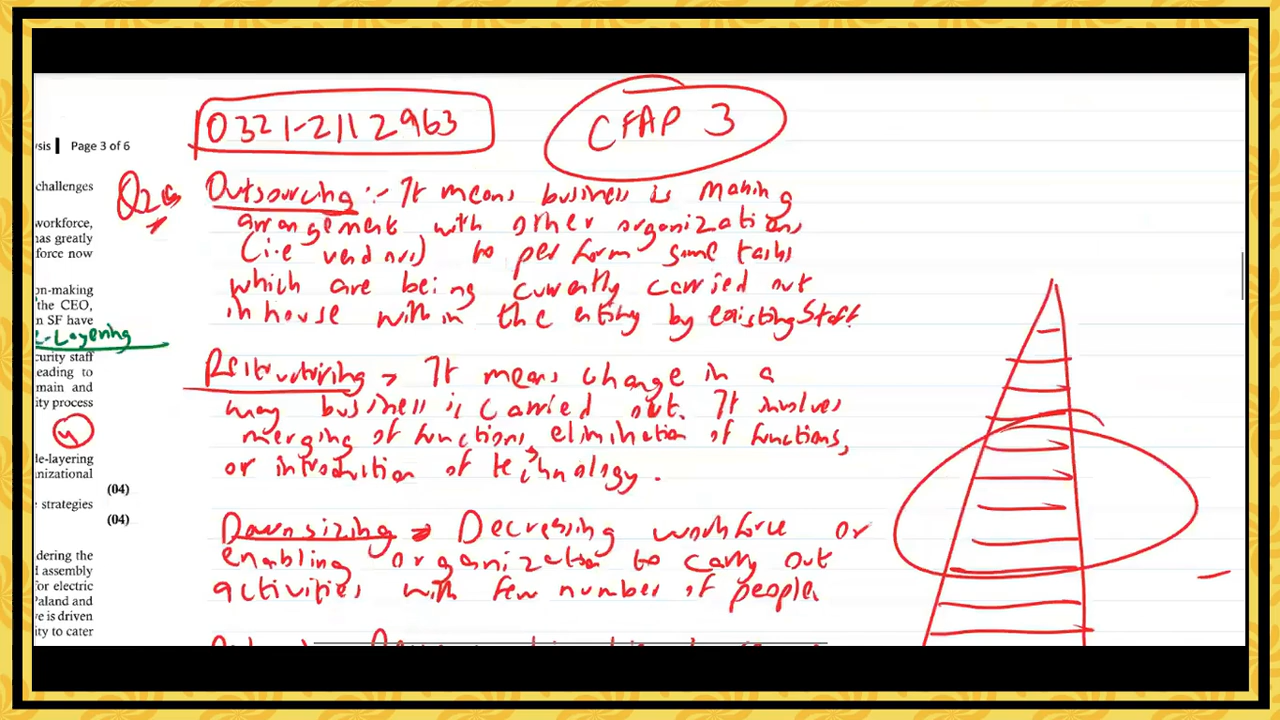 0321-2112963
CFAP 3
ysis | Page 3 of 6
challenges
workforce,
has greatly
force now
on-making
the CEO,
n SF have
-Layering
curity staff
eading to
main and
ity process
de-layering
nizational
(04)
e strategies
(04)
dering the
d assembly
for electric
Paland and
ve is driven
ity to cater
Outsourcing :- It means business is making
arrangement with other organizations
(i.e vendors) to perform some tasks
which are being currently carried out
in house within the entity by existing Staff.
Restructuring → It means change in a
way business is carried out. It involves
merging of functions, elimination of functions,
or introduction of technology.
Downsizing → Decreasing workforce or
enabling organization to carry out
activities with few number of people